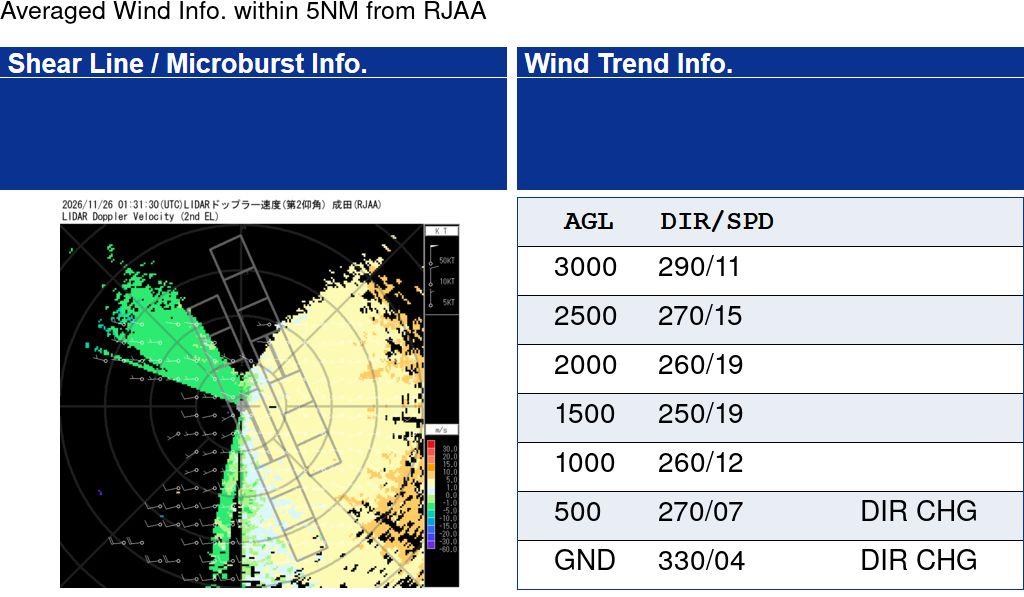 Averaged Wind Info. within 5NM from RJAA
Shear Line / Microburst Info.
Wind Trend Info.
2026/11/26 01:31:30(UTC)LIDARドップラー速度(第2仰角) 成田(RJAA)
LIDAR Doppler Velocity (2nd EL)
K T
50KT
10KT
5KT
m/s
30.0
20.0
15.0
10.0
5.0
1.0
0.0
-1.0
-5.0
-10.0
-15.0
-20.0
-30.0
-60.0
AGL DIR/SPD
3000 290/11
2500 270/15
2000 260/19
1500 250/19
1000 260/12
500 270/07 DIR CHG
GND 330/04 DIR CHG